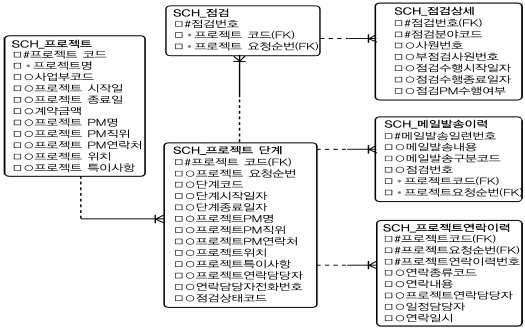 SCH_프로젝트
□#프로젝트 코드
□*프로젝트명
□○사업부코드
□○프로젝트 시작일
□○프로젝트 종료일
□○계약금액
□○프로젝트 PM명
□○프로젝트 PM직위
□○프로젝트 PM연락처
□○프로젝트 위치
□○프로젝트 특이사항
SCH_점검
□#점검번호
□*프로젝트 코드(FK)
□*프로젝트 요청순번(FK)
SCH_프로젝트 단계
□#프로젝트 코드(FK)
□○프로젝트 요청순번
□○단계코드
□○단계시작일자
□○단계종료일자
□○프로젝트PM명
□○프로젝트PM직위
□○프로젝트PM연락처
□○프로젝트위치
□○프로젝트특이사항
□○프로젝트연락담당자
□○연락담당자전화번호
□○점검상태코드
SCH_점검상세
□#점검번호(FK)
□#점검분야코드
□○사원번호
□○부점검사원번호
□○점검수행시작일자
□○점검수행종료일자
□○점검PM수행여부
SCH_메일발송이력
□#메일발송일련번호
□○메일발송내용
□○메일발송구분코드
□○점검번호
□*프로젝트코드(FK)
□*프로젝트요청순번(FK)
SCH_프로젝트연락이력
□#프로젝트코드(FK)
□#프로젝트요청순번(FK)
□#프로젝트연락이력번호
□○연락종류코드
□○연락내용
□○프로젝트연락담당자
□○일정담당자
□○연락일시